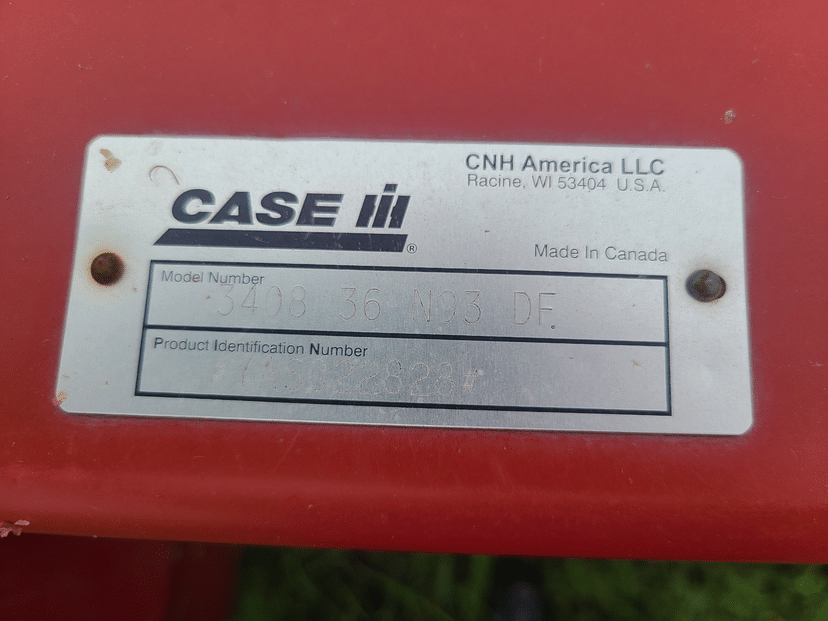 CNH America LLC
Racine, WI 53404 U.S.A.
CASE IH®
Made In Canada
Model Number
3408 36 N93 DF
Product Identification Number